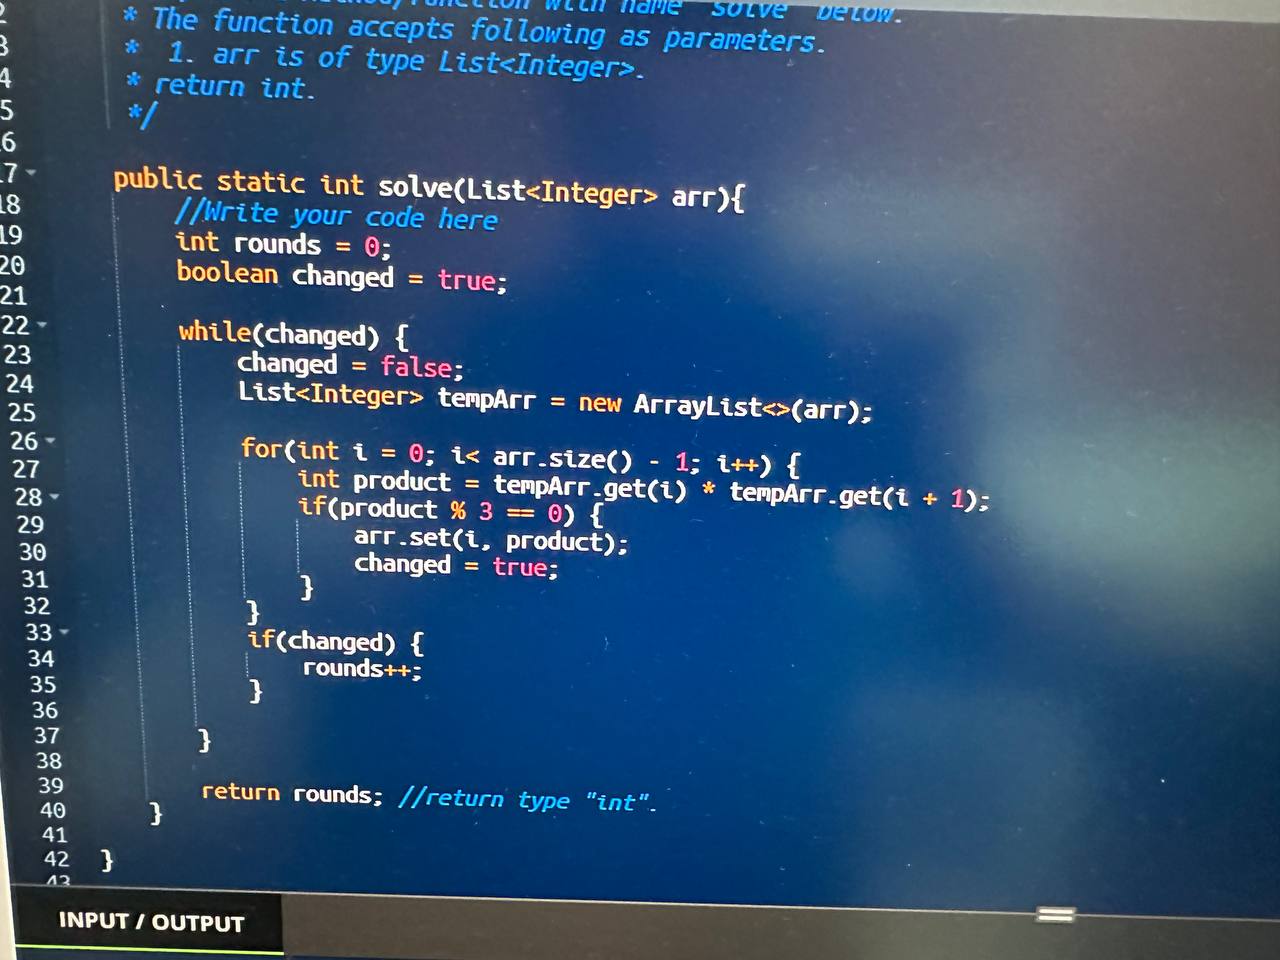 with name solve below.
* The function accepts following as parameters.
3
* 1. arr is of type List<Integer>.
4
* return int.
5
*/
6
7
public static int solve(List<Integer> arr){
18
//Write your code here
19
int rounds = 0;
20
boolean changed = true;
21
22
while(changed) {
23
changed = false;
24
List<Integer> tempArr = new ArrayList<>(arr);
25
26
for(int i = 0; i< arr.size() - 1; i++) {
27
int product = tempArr.get(i) * tempArr.get(i + 1);
28
if(product % 3 == 0) {
29
arr.set(i, product);
30
changed = true;
31
}
32
}
33
if(changed) {
34
rounds++;
35
}
36
37
}
38
39
return rounds; //return type "int".
40
}
41
42
}
43
INPUT / OUTPUT